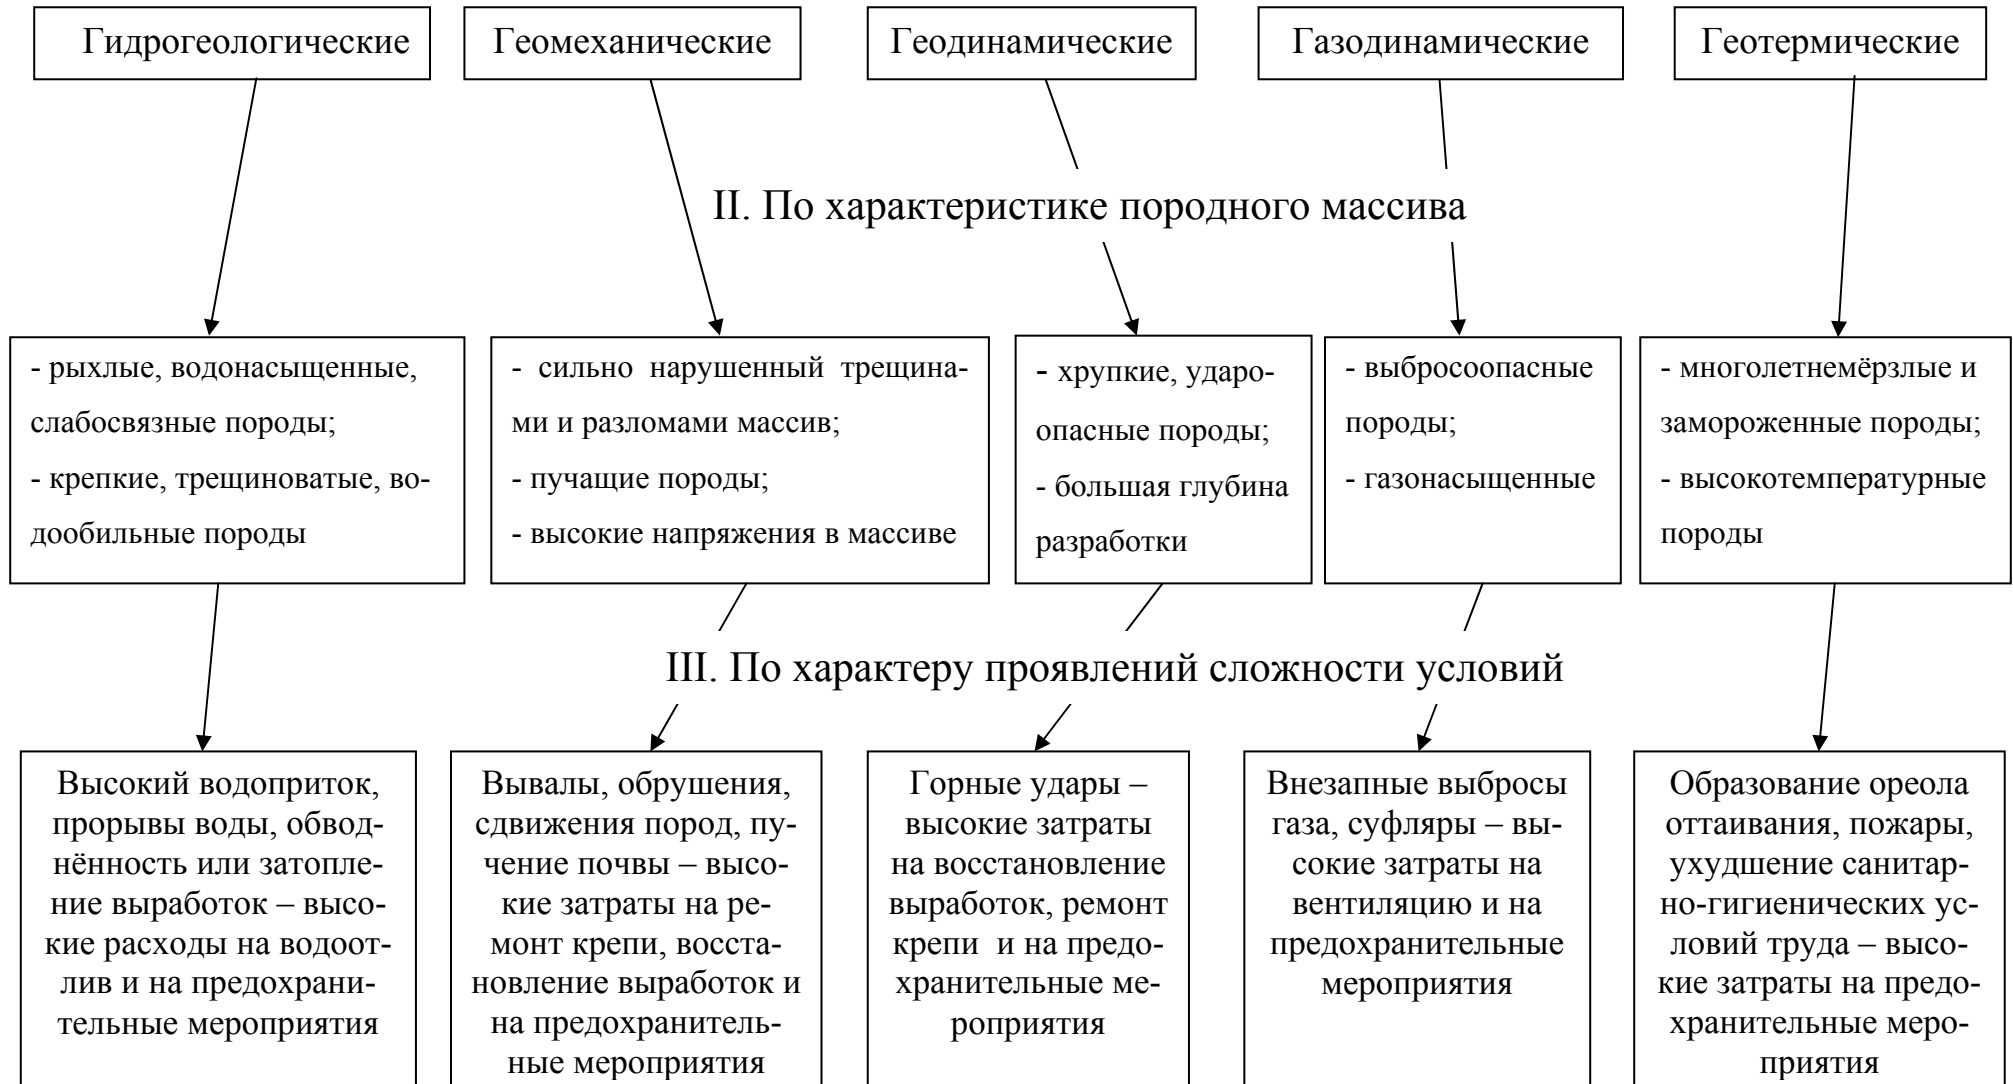 Гидрогеологические
Геомеханические
Геодинамические
Газодинамические
Геотермические
II. По характеристике породного массива
- рыхлые, водонасыщенные,
слабосвязные породы;
- крепкие, трещиноватые, во-
дообильные породы
- сильно нарушенный трещина-
ми и разломами массив;
- пучащие породы;
- высокие напряжения в массиве
- хрупкие, ударо-
опасные породы;
- большая глубина
разработки
- выбросоопасные
породы;
- газонасыщенные
- многолетнемёрзлые и
замороженные породы;
- высокотемпературные
породы
III. По характеру проявлений сложности условий
Высокий водоприток,
прорывы воды, обвод-
нённость или затопле-
ние выработок – высо-
кие расходы на водоот-
лив и на предохрани-
тельные мероприятия
Вывалы, обрушения,
сдвижения пород, пу-
чение почвы – высо-
кие затраты на ре-
монт крепи, восста-
новление выработок и
на предохранитель-
ные мероприятия
Горные удары –
высокие затраты
на восстановление
выработок, ремонт
крепи и на предо-
хранительные ме-
роприятия
Внезапные выбросы
газа, суфляры – вы-
сокие затраты на
вентиляцию и на
предохранительные
мероприятия
Образование ореола
оттаивания, пожары,
ухудшение санитар-
но-гигиенических ус-
ловий труда – высо-
кие затраты на предо-
хранительные меро-
приятия